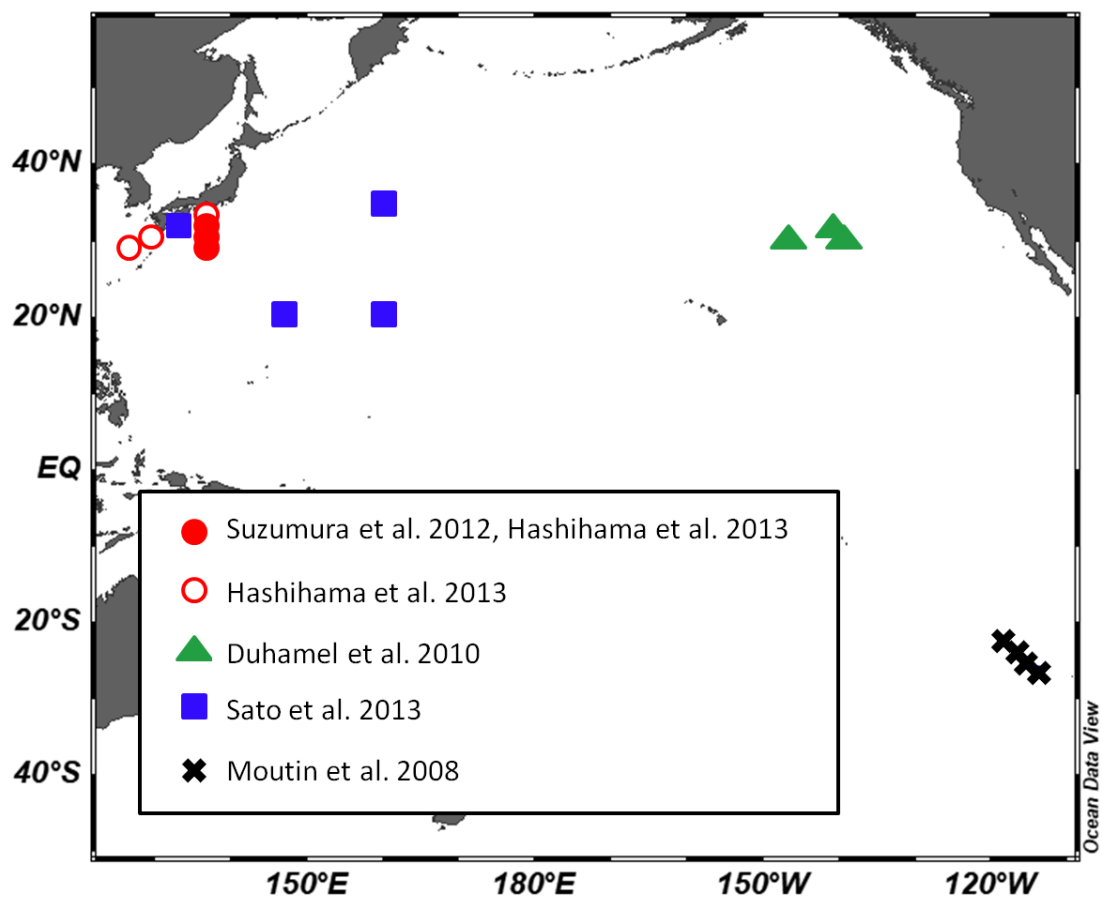 40°N
20°N
EQ
20°S
40°S
Suzumura et al. 2012, Hashihama et al. 2013
Hashihama et al. 2013
Duhamel et al. 2010
Sato et al. 2013
Moutin et al. 2008
Ocean Data View
150°E 180°E 150°W 120°W